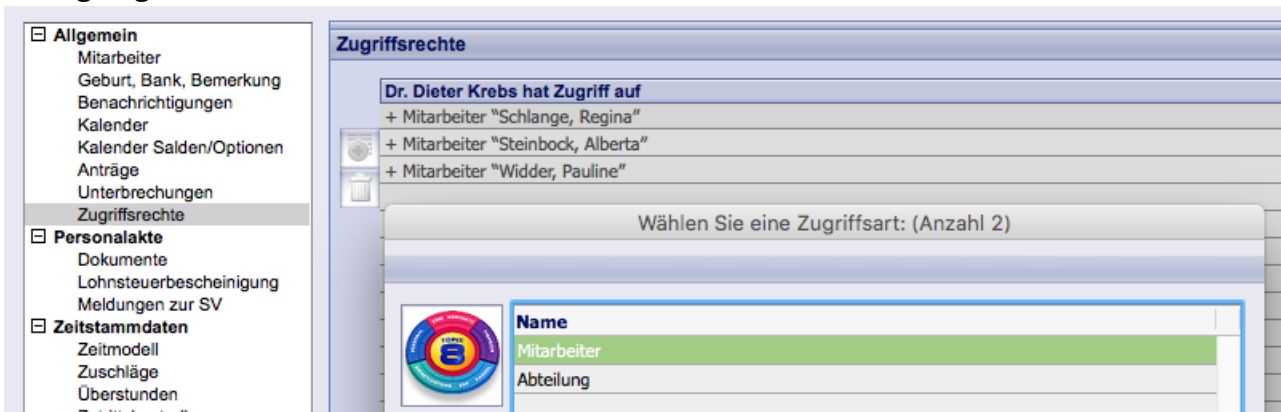 Allgemein
Mitarbeiter
Geburt, Bank, Bemerkung
Benachrichtigungen
Kalender
Kalender Salden/Optionen
Anträge
Unterbrechungen
Zugriffsrechte
Personalakte
Dokumente
Lohnsteuerbescheinigung
Meldungen zur SV
Zeitstammdaten
Zeitmodell
Zuschläge
Überstunden
Zugriffsrechte
Dr. Dieter Krebs hat Zugriff auf
+ Mitarbeiter "Schlange, Regina"
+ Mitarbeiter "Steinbock, Alberta"
+ Mitarbeiter "Widder, Pauline"
Wählen Sie eine Zugriffsart: (Anzahl 2)
Name
Mitarbeiter
Abteilung
TOPIX
8